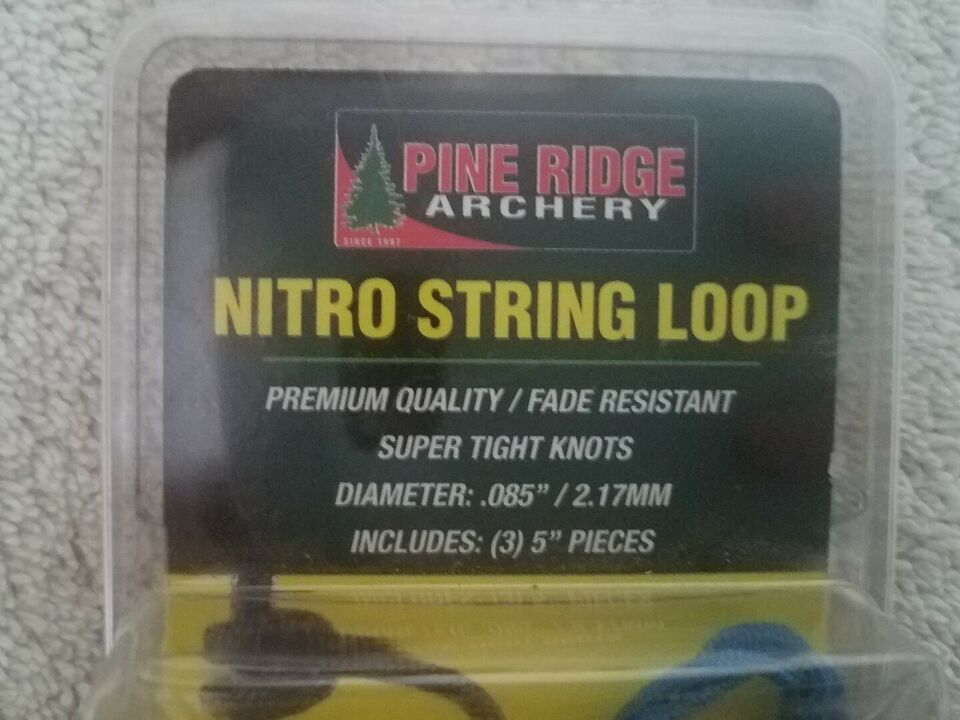 PINE RIDGE
ARCHERY
SINCE 1997
NITRO STRING LOOP
PREMIUM QUALITY / FADE RESISTANT
SUPER TIGHT KNOTS
DIAMETER: .085” / 2.17MM
INCLUDES: (3) 5” PIECES